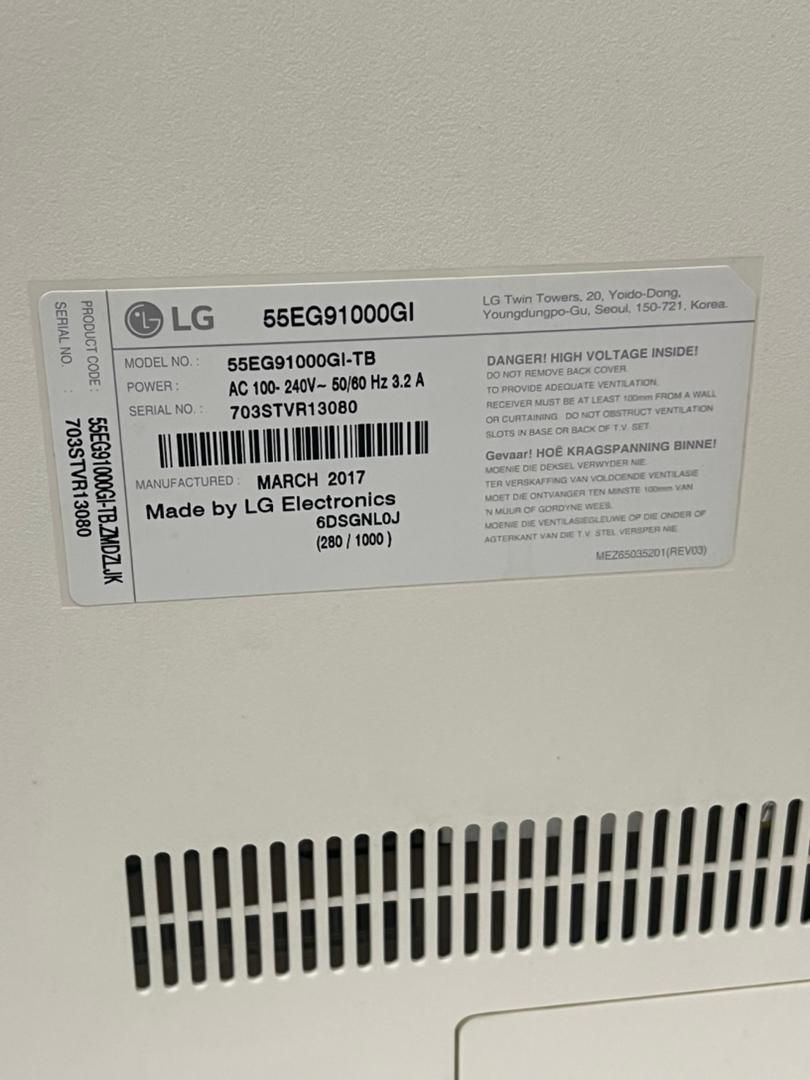 LG 55EG91000GI
LG Twin Towers, 20, Yoido-Dong,
Youngdungpo-Gu, Seoul, 150-721, Korea.
MODEL NO. : 55EG91000GI-TB
POWER : AC 100- 240V~ 50/60 Hz 3.2 A
SERIAL NO. : 703STVR13080
MANUFACTURED : MARCH 2017
Made by LG Electronics
6DSGNL0J
(280 / 1000 )
DANGER! HIGH VOLTAGE INSIDE!
DO NOT REMOVE BACK COVER.
TO PROVIDE ADEQUATE VENTILATION,
RECEIVER MUST BE AT LEAST 100mm FROM A WALL
OR CURTAINING. DO NOT OBSTRUCT VENTILATION
SLOTS IN BASE OR BACK OF T.V. SET.
Gevaar! HOË KRAGSPANNING BINNE!
MOENIE DIE DEKSEL VERWYDER NIE.
TER VERSKAFFING VAN VOLDOENDE VENTILASIE
MOET DIE ONTVANGER TEN MINSTE 100mm VAN
'N MUUR OF GORDYNE WEES.
MOENIE DIE VENTILASIEGLEUWE OP DIE ONDER OF
AGTERKANT VAN DIE T.V. STEL VERSPER NIE.
MEZ65035201(REV03)
PRODUCT CODE : 55EG91000GI-TB.ZMDZLJK
SERIAL NO. : 703STVR13080